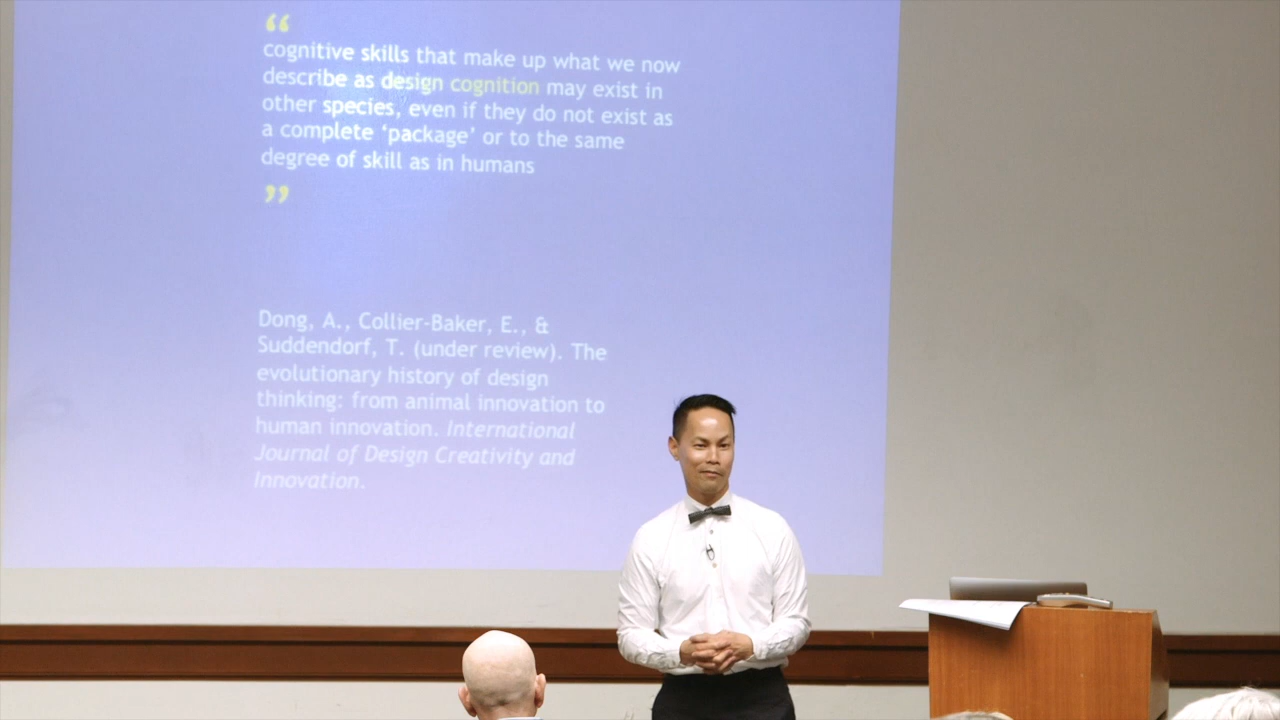 “
cognitive skills that make up what we now
describe as design cognition may exist in
other species, even if they do not exist as
a complete ‘package’ or to the same
degree of skill as in humans
”
Dong, A., Collier-Baker, E., &
Suddendorf, T. (under review). The
evolutionary history of design
thinking: from animal innovation to
human innovation. International
Journal of Design Creativity and
Innovation.